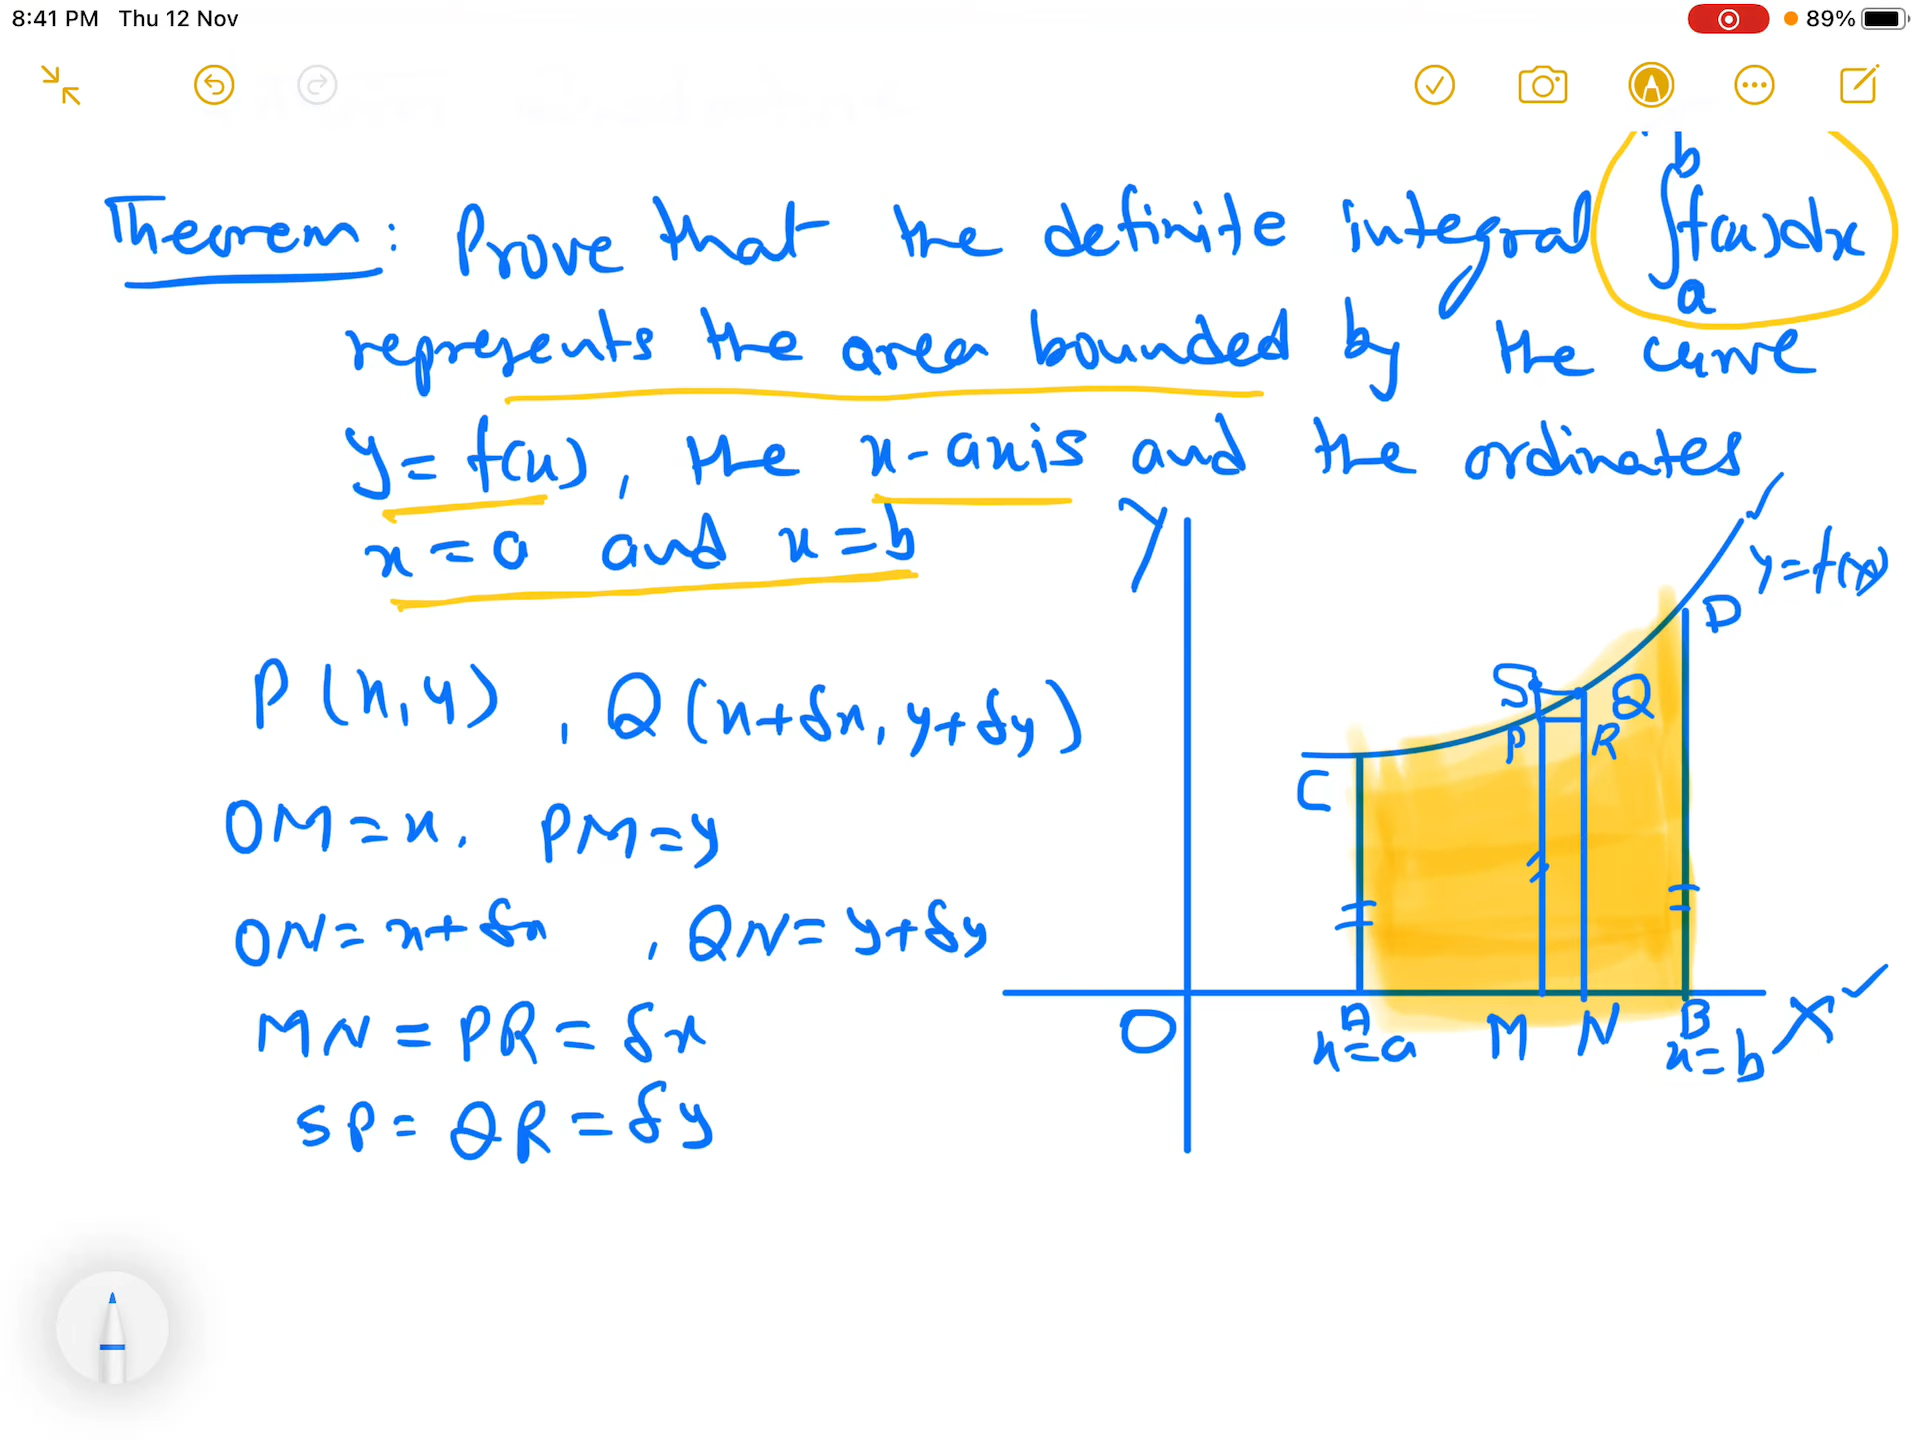 8:41 PM Thu 12 Nov
89%
Theorem: Prove that the definite integral ∫ₐᵇ f(x)dx
represents the area bounded by the curve
y = f(x), the x-axis and the ordinates
x = a and x = b
Y
y=f(x)
D
S
Q
P
R
C
P(x,y), Q(x+δx, y+δy)
OM = x, PM = y
ON = x+δx, QN = y+δy
MN = PR = δx
SP = QR = δy
O
A
M
N
B
X
x=a
x=b